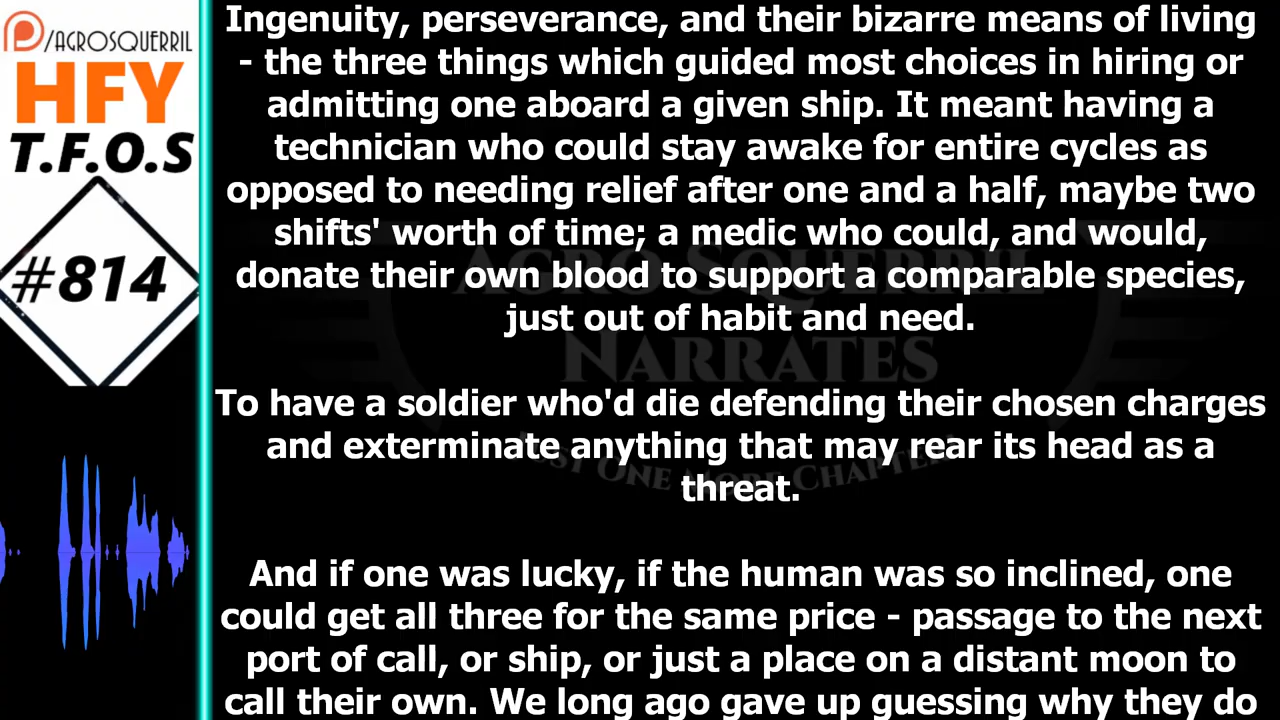 /AGROSQUERRIL
HFY
T.F.O.S
#814
Ingenuity, perseverance, and their bizarre means of living
- the three things which guided most choices in hiring or
admitting one aboard a given ship. It meant having a
technician who could stay awake for entire cycles as
opposed to needing relief after one and a half, maybe two
shifts' worth of time; a medic who could, and would,
donate their own blood to support a comparable species,
just out of habit and need.
To have a soldier who'd die defending their chosen charges
and exterminate anything that may rear its head as a
threat.
And if one was lucky, if the human was so inclined, one
could get all three for the same price - passage to the next
port of call, or ship, or just a place on a distant moon to
call their own. We long ago gave up guessing why they do
AGRO SQUERRIL
NARRATES
JUST ONE MORE CHAPTER